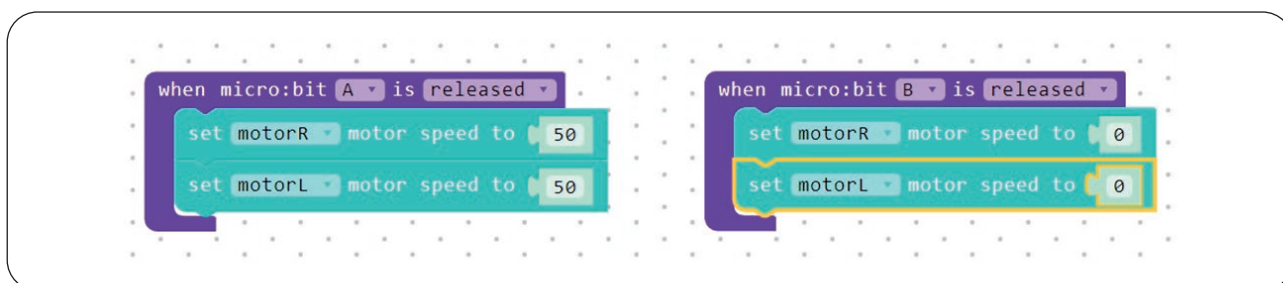 when micro:bit A is released
set motorR motor speed to 50
set motorL motor speed to 50
when micro:bit B is released
set motorR motor speed to 0
set motorL motor speed to 0